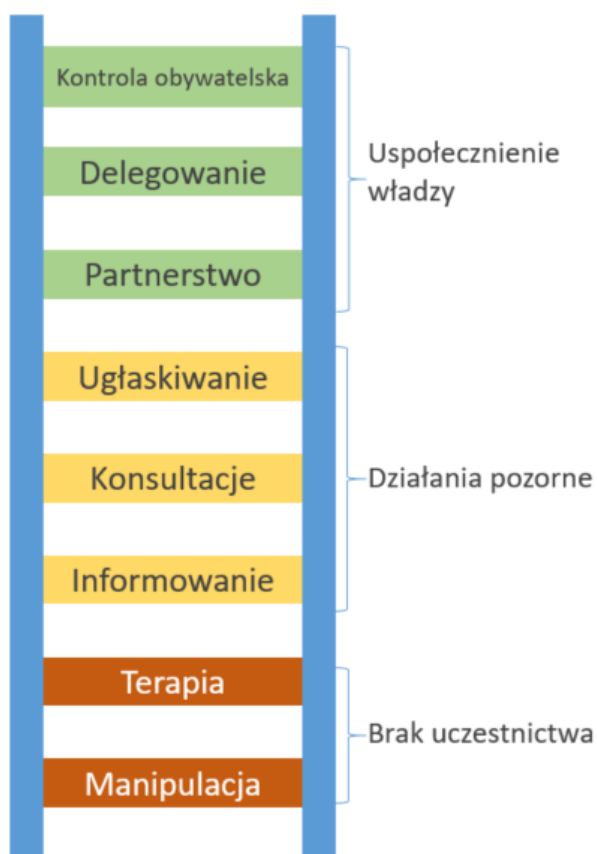 Kontrola obywatelska
Delegowanie
Partnerstwo
Uspołecznienie
władzy
Ugłaskiwanie
Konsultacje
Informowanie
Działania pozorne
Terapia
Manipulacja
Brak uczestnictwa